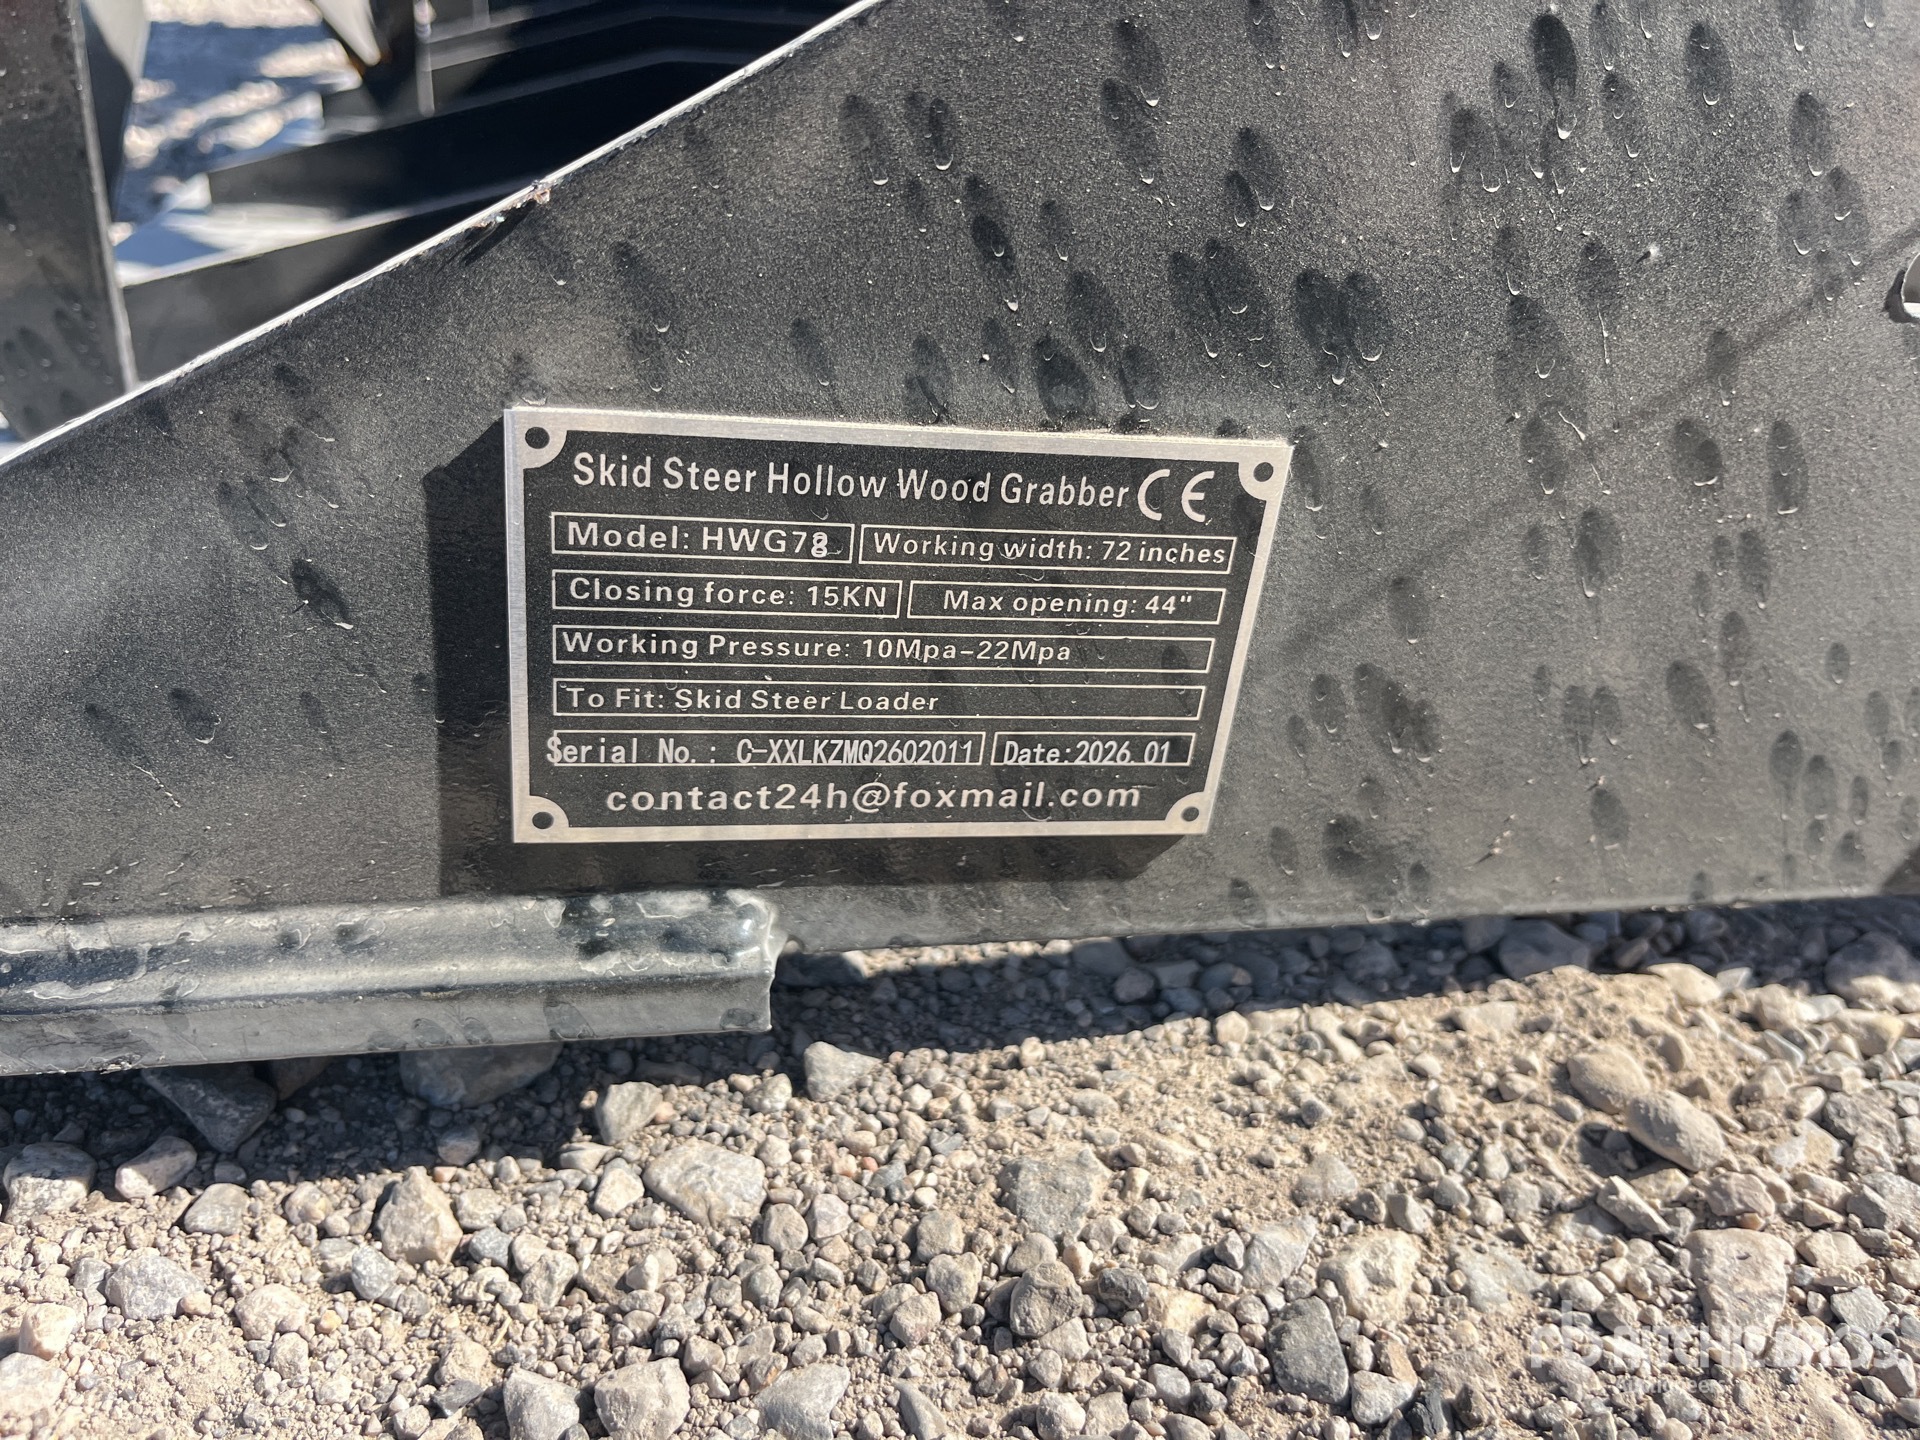 Skid Steer Hollow Wood Grabber CE
Model: HWG78 Working width: 72 inches
Closing force: 15KN Max opening: 44"
Working Pressure: 10Mpa-22Mpa
To Fit: Skid Steer Loader
Serial No.: C-XXLKZMQ2602011 Date:2026.01
contact24h@foxmail.com